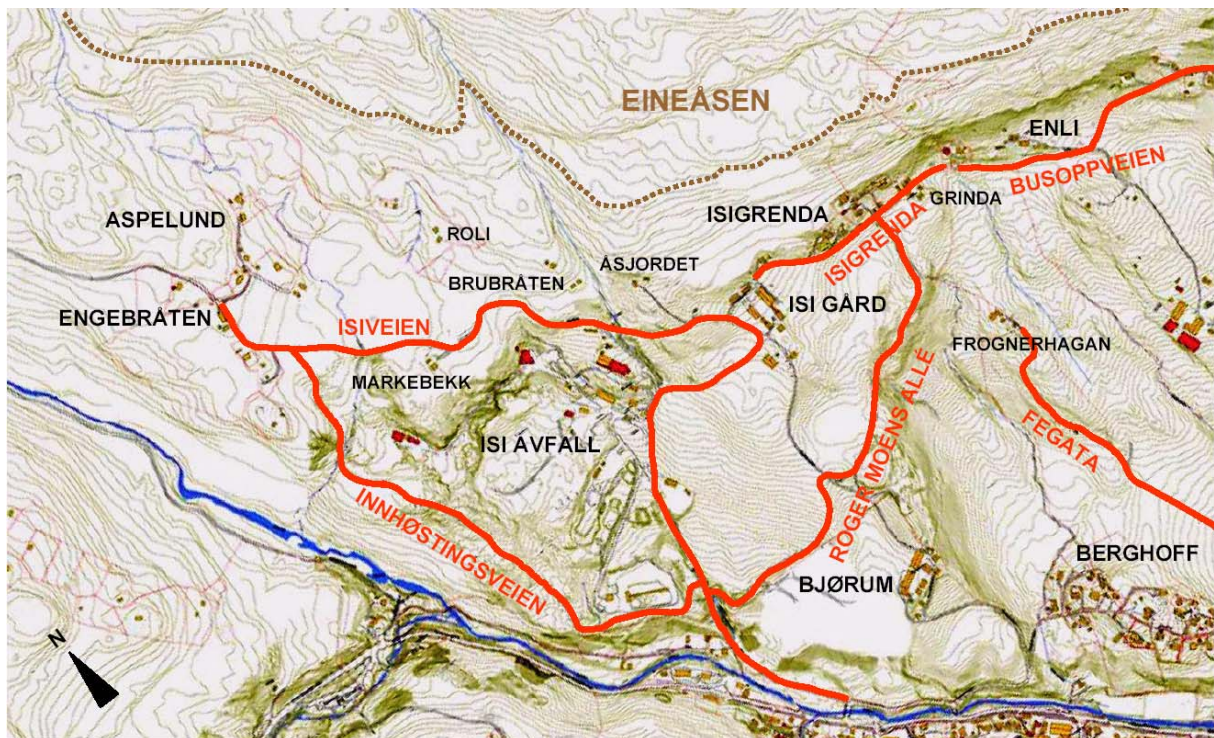 EINEÅSEN
ENLI
BUSOPPVEIEN
ASPELUND
ISIGRENDA
GRINDA
ROLI
ISIGRENDA
BRUBRÅTEN
ÅSJORDET
ENGEBRÅTEN
ISIVEIEN
ISI GÅRD
FROGNERHAGAN
MARKEBEKK
ISI AVFALL
ROGER MOENS ALLÉ
FEGATA
INNHØSTINGSVEIEN
BERGHOFF
BJØRUM
N